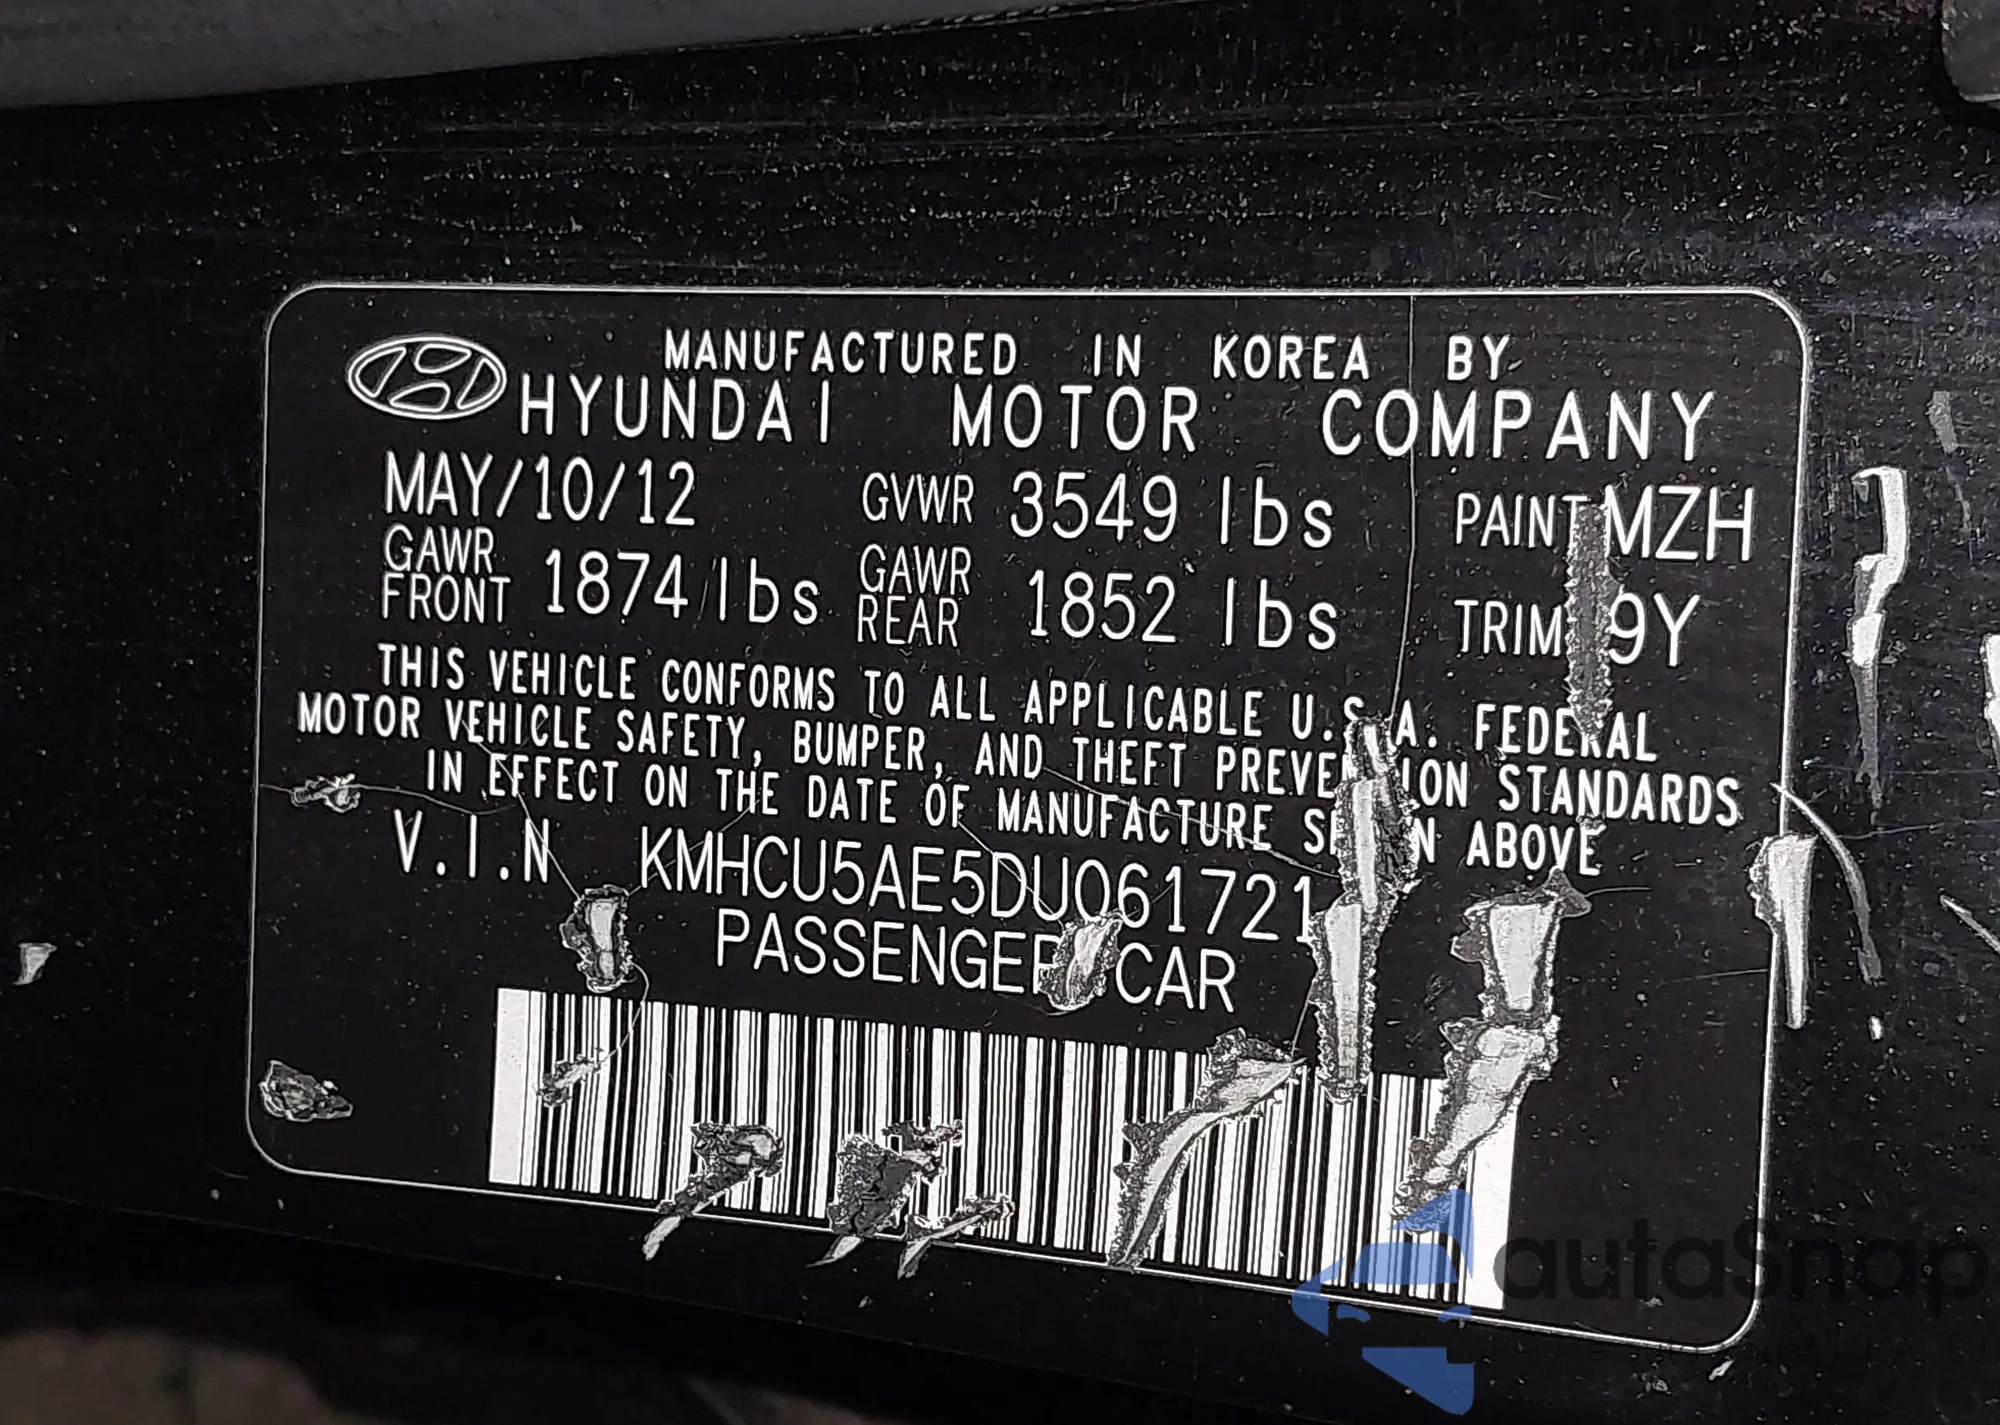 MANUFACTURED IN KOREA BY
HYUNDAI MOTOR COMPANY
MAY/10/12 GVWR 3549 lbs PAINT MZH
GAWR FRONT 1874 lbs GAWR REAR 1852 lbs TRIM 9Y
THIS VEHICLE CONFORMS TO ALL APPLICABLE U.S.A. FEDERAL
MOTOR VEHICLE SAFETY, BUMPER, AND THEFT PREVENTION STANDARDS
IN EFFECT ON THE DATE OF MANUFACTURE SHOWN ABOVE
V.I.N KMHCU5AE5DU061721
PASSENGER CAR
autaSnap